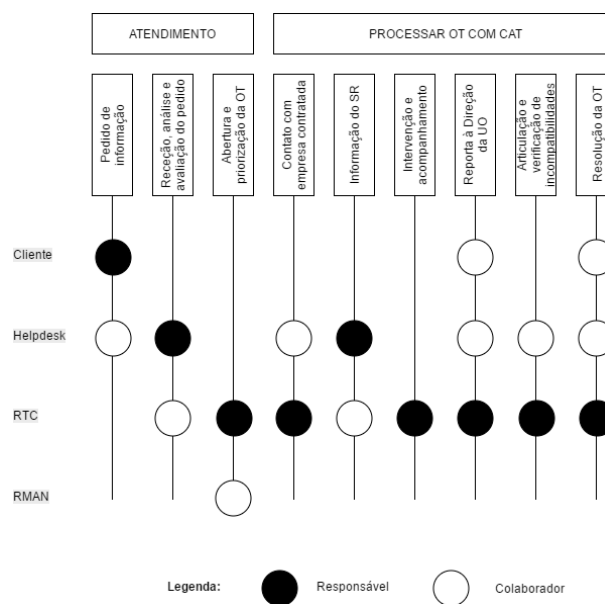 ATENDIMENTO
PROCESSAR OT COM CAT
Pedido de
informação
Receção, análise e
avaliação do pedido
Abertura e
priorização da OT
Contato com
empresa contratada
Informação do SR
Intervenção e
acompanhamento
Reporta à Direção
da UO
Articulação e
verificação de
incompatibilidades
Resolução da OT
Cliente
Helpdesk
RTC
RMAN
Legenda:
Responsável
Colaborador